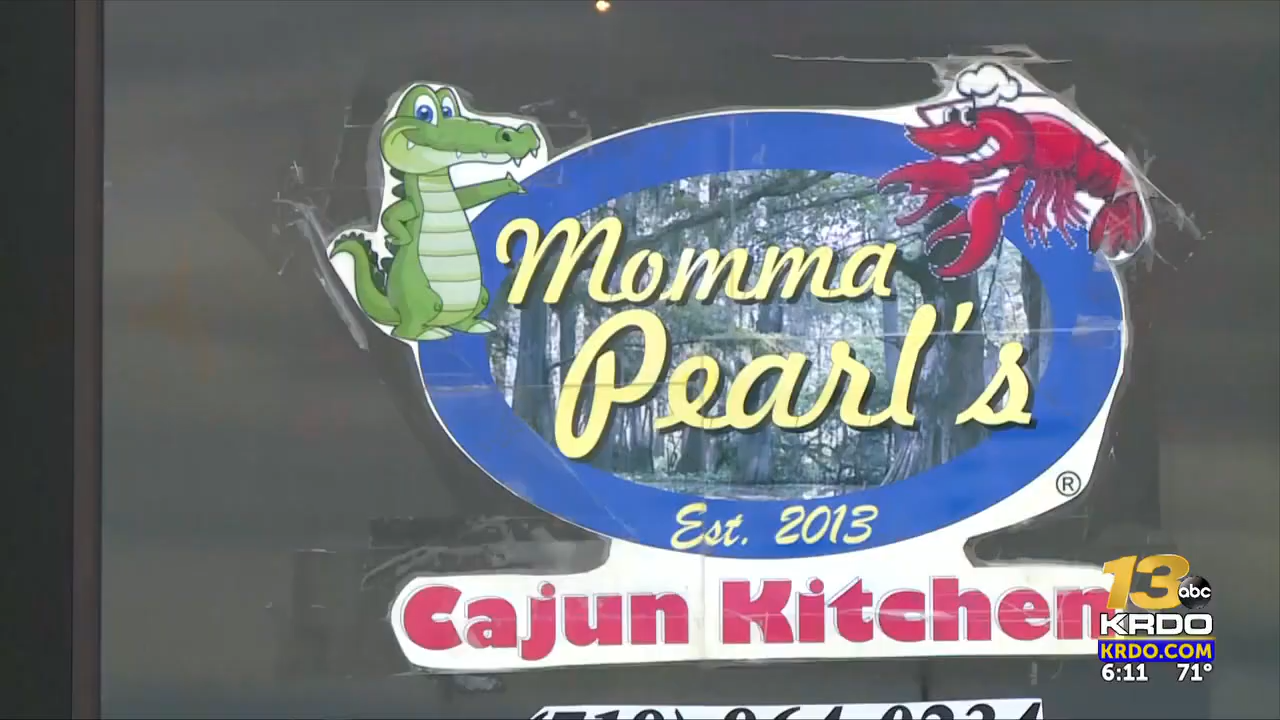 Momma
Pearl's
®
Est. 2013
Cajun Kitchen
13 abc
KRDO
KRDO.COM
6:11 71°